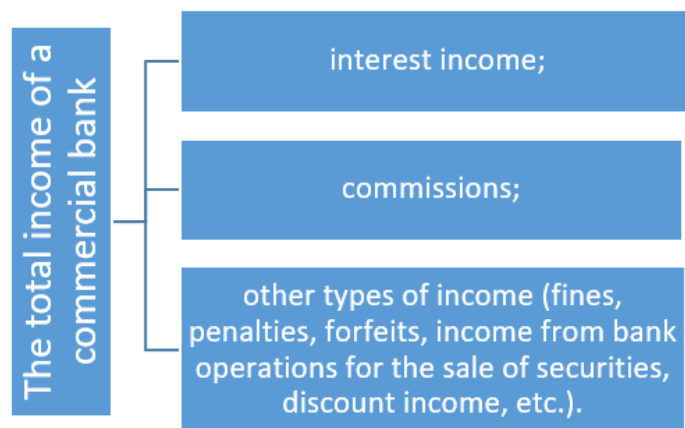 The total income of a
commercial bank
interest income;
commissions;
other types of income (fines,
penalties, forfeits, income from bank
operations for the sale of securities,
discount income, etc.).